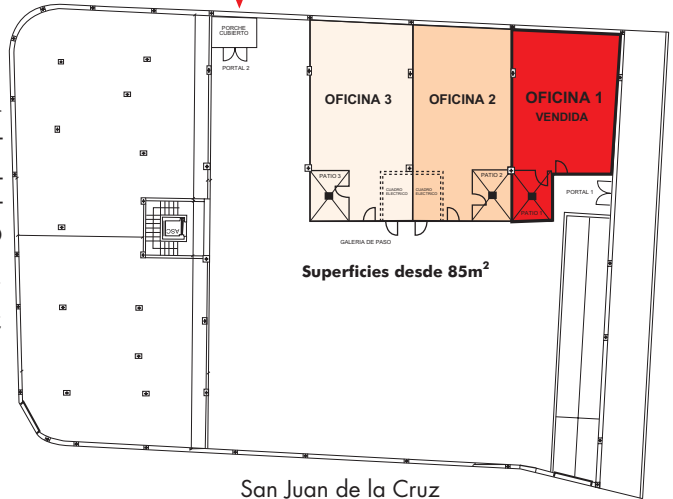 PORCHE
CUBIERTO
PORTAL 2
OFICINA 3
OFICINA 2
OFICINA 1
VENDIDA
PATIO 3
CUADRO
ELECTRICO
CUADRO
ELECTRICO
PATIO 2
PATIO 1
PORTAL 1
ASC
GALERIA DE PASO
Superficies desde 85m²
San Juan de la Cruz